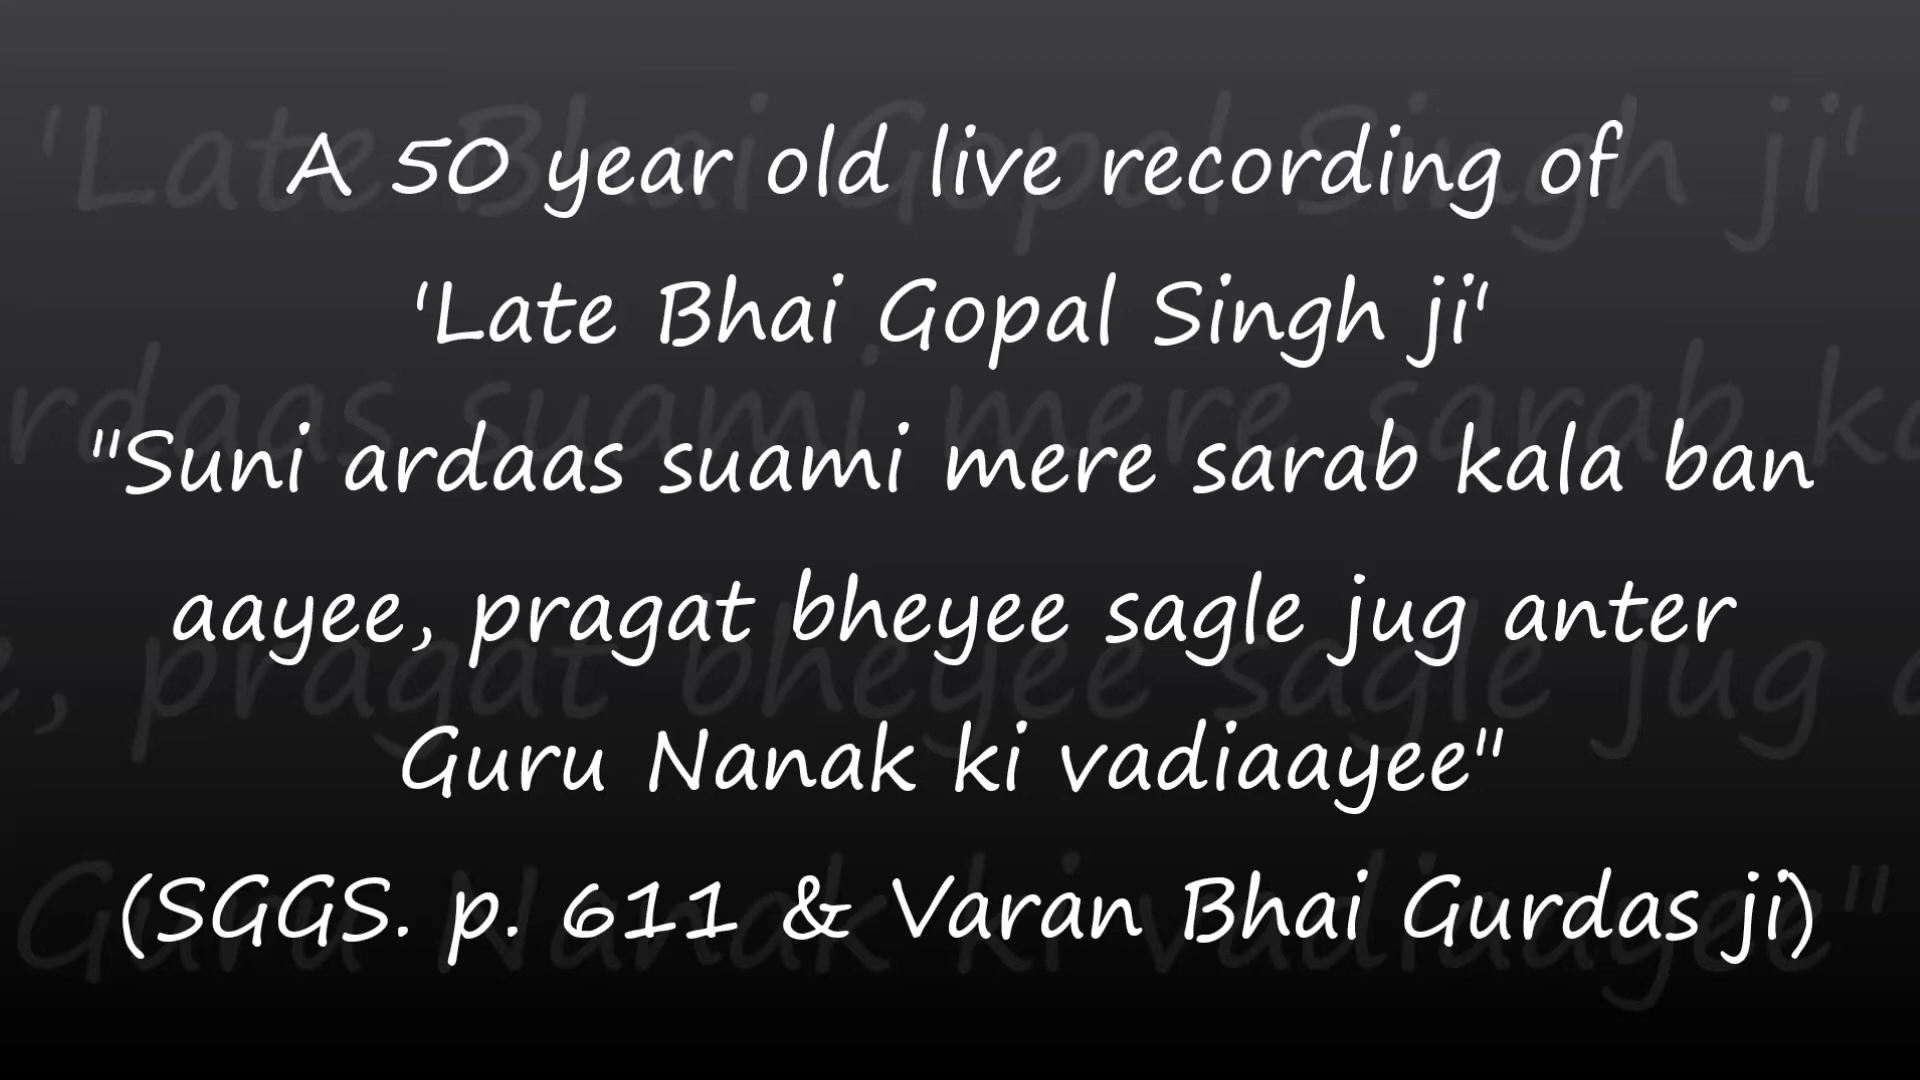 A 50 year old live recording of
'Late Bhai Gopal Singh ji'
"Suni ardaas suami mere sarab kala ban
aayee, pragat bheyee sagle jug anter
Guru Nanak ki vadiaayee"
(SGGS. p. 611 & Varan Bhai Gurdas ji)